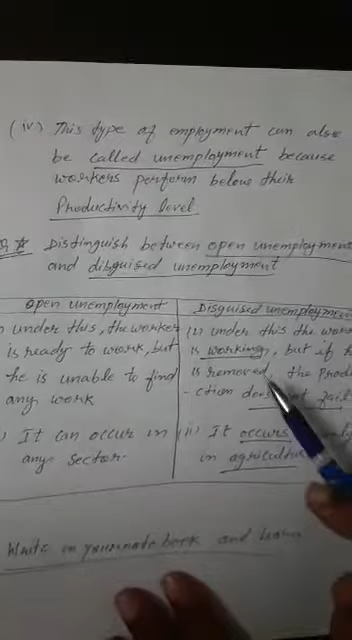 (iv) This type of employment can also
be called unemployment because
workers perform below their
Productivity level
Distinguish between open unemployment
and disguised unemployment
Open unemployment
under this, the worker
is ready to work, but
he is unable to find
any work
It can occur in
any sector
Disguised unemployment
(i) under this the
is working, but if
is removed, the
-ction does not
(ii) It occurs
in
Write in your note book and learn